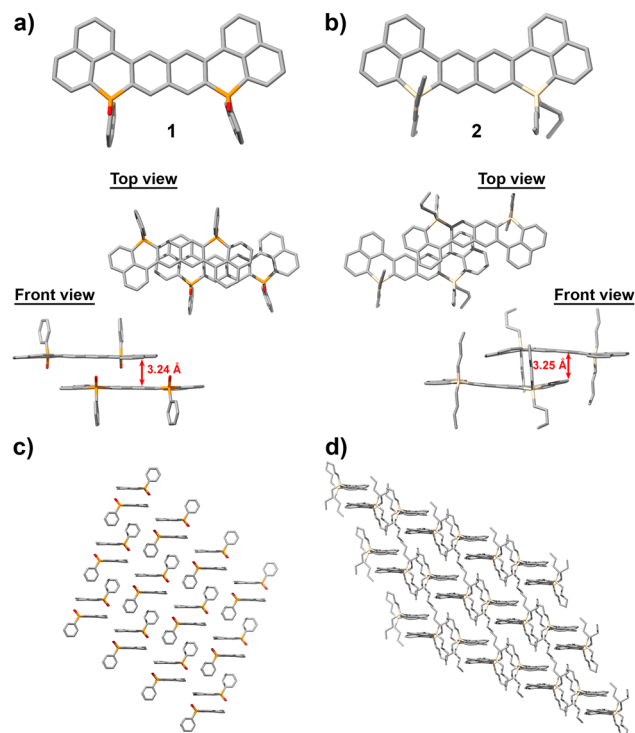 a)
b)
1
2
Top view
Top view
Front view
Front view
3.24 Å
3.25 Å
c)
d)